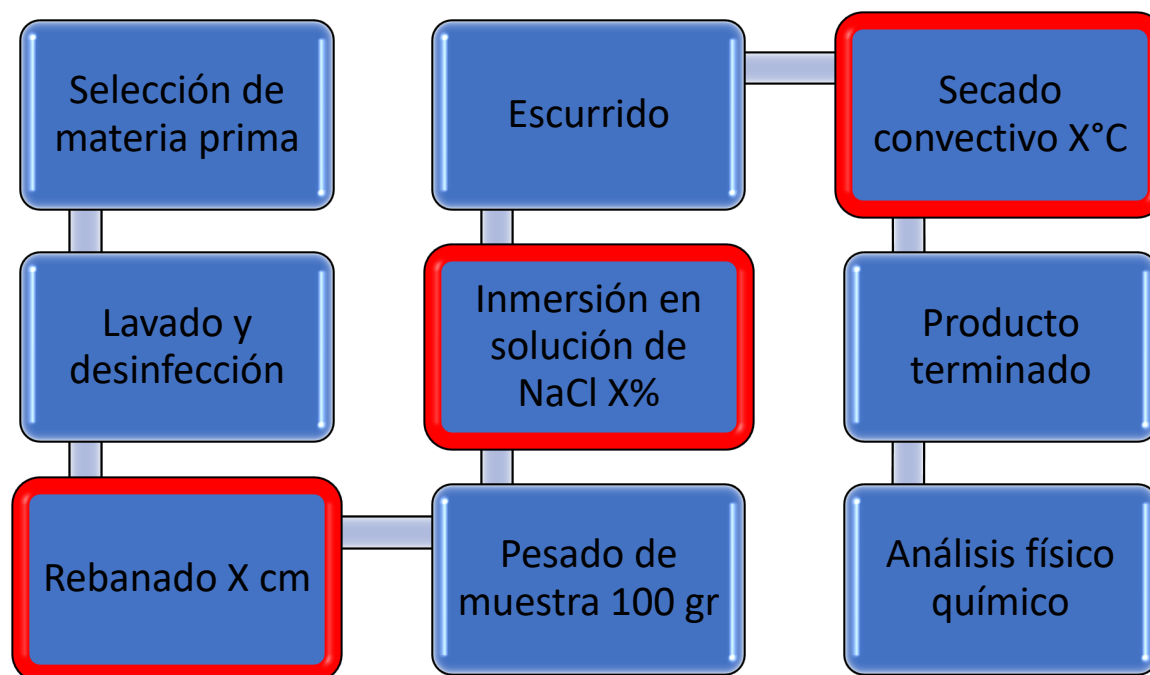 Selección de
materia prima
Lavado y
desinfección
Rebanado X cm
Pesado de
muestra 100 gr
Inmersión en
solución de
NaCl X%
Escurrido
Secado
convectivo X°C
Producto
terminado
Análisis físico
químico